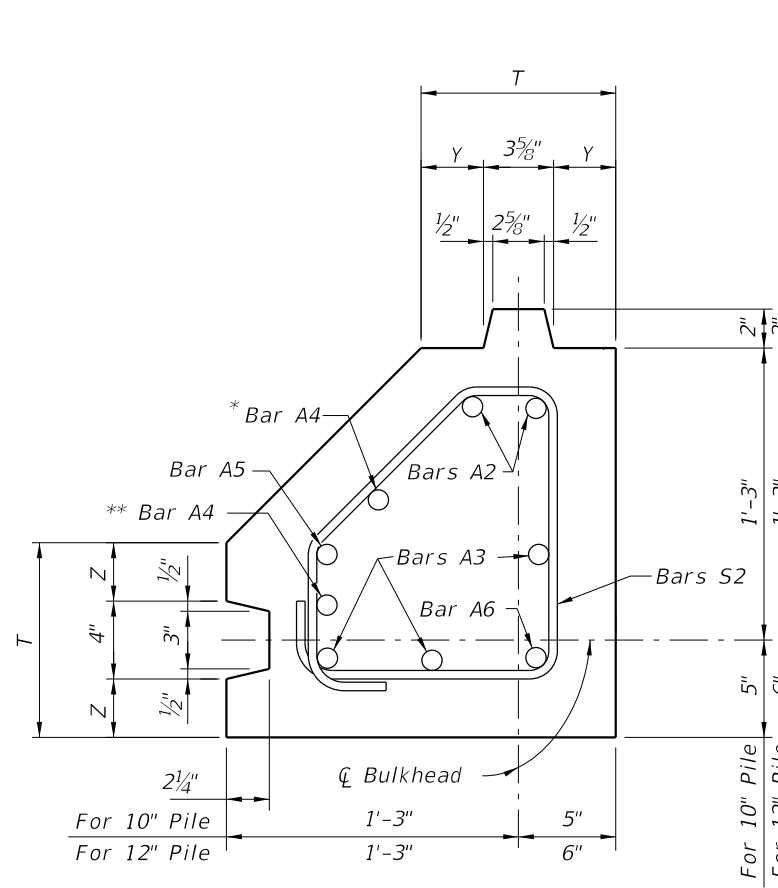 T
Y 3⅝" Y
½" 2⅝" ½"
2"
* Bar A4
Bar A5
Bars A2
** Bar A4
1'-3"
Z ½"
Bars A3
Bars S2
T 4" 3"
Bar A6
Z ½"
5"
2¼"
℄ Bulkhead
For 10" Pile 1'-3" 5"
For 12" Pile 1'-3" 6"
For 10" Pile